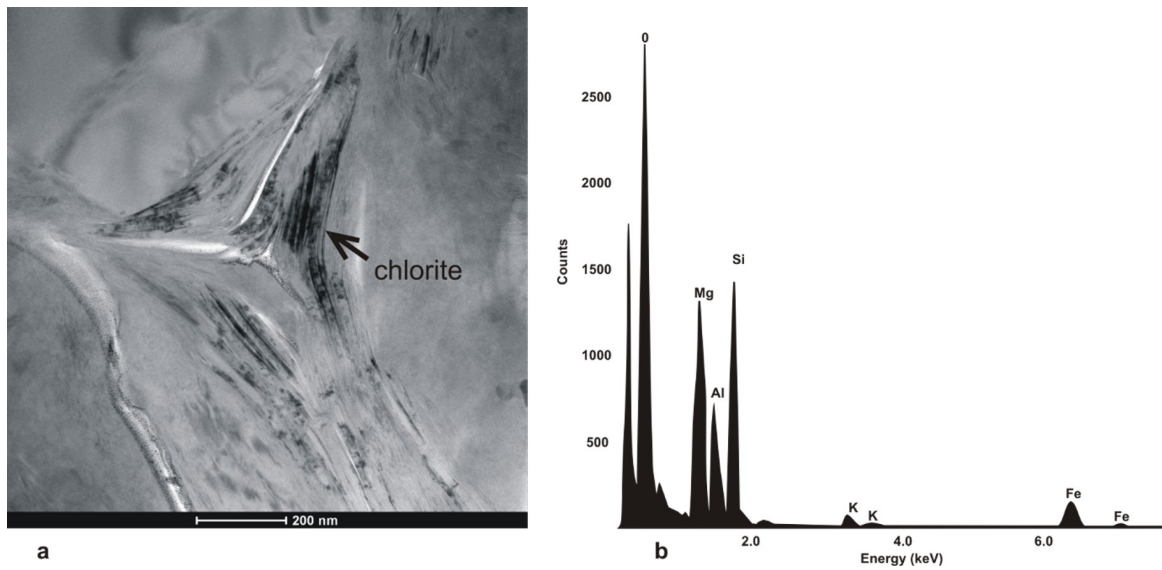 chlorite
200 nm
a
O
2500
2000
1500
1000
500
Counts
Mg
Al
Si
K
K
Fe
Fe
2.0
4.0
6.0
Energy (keV)
b